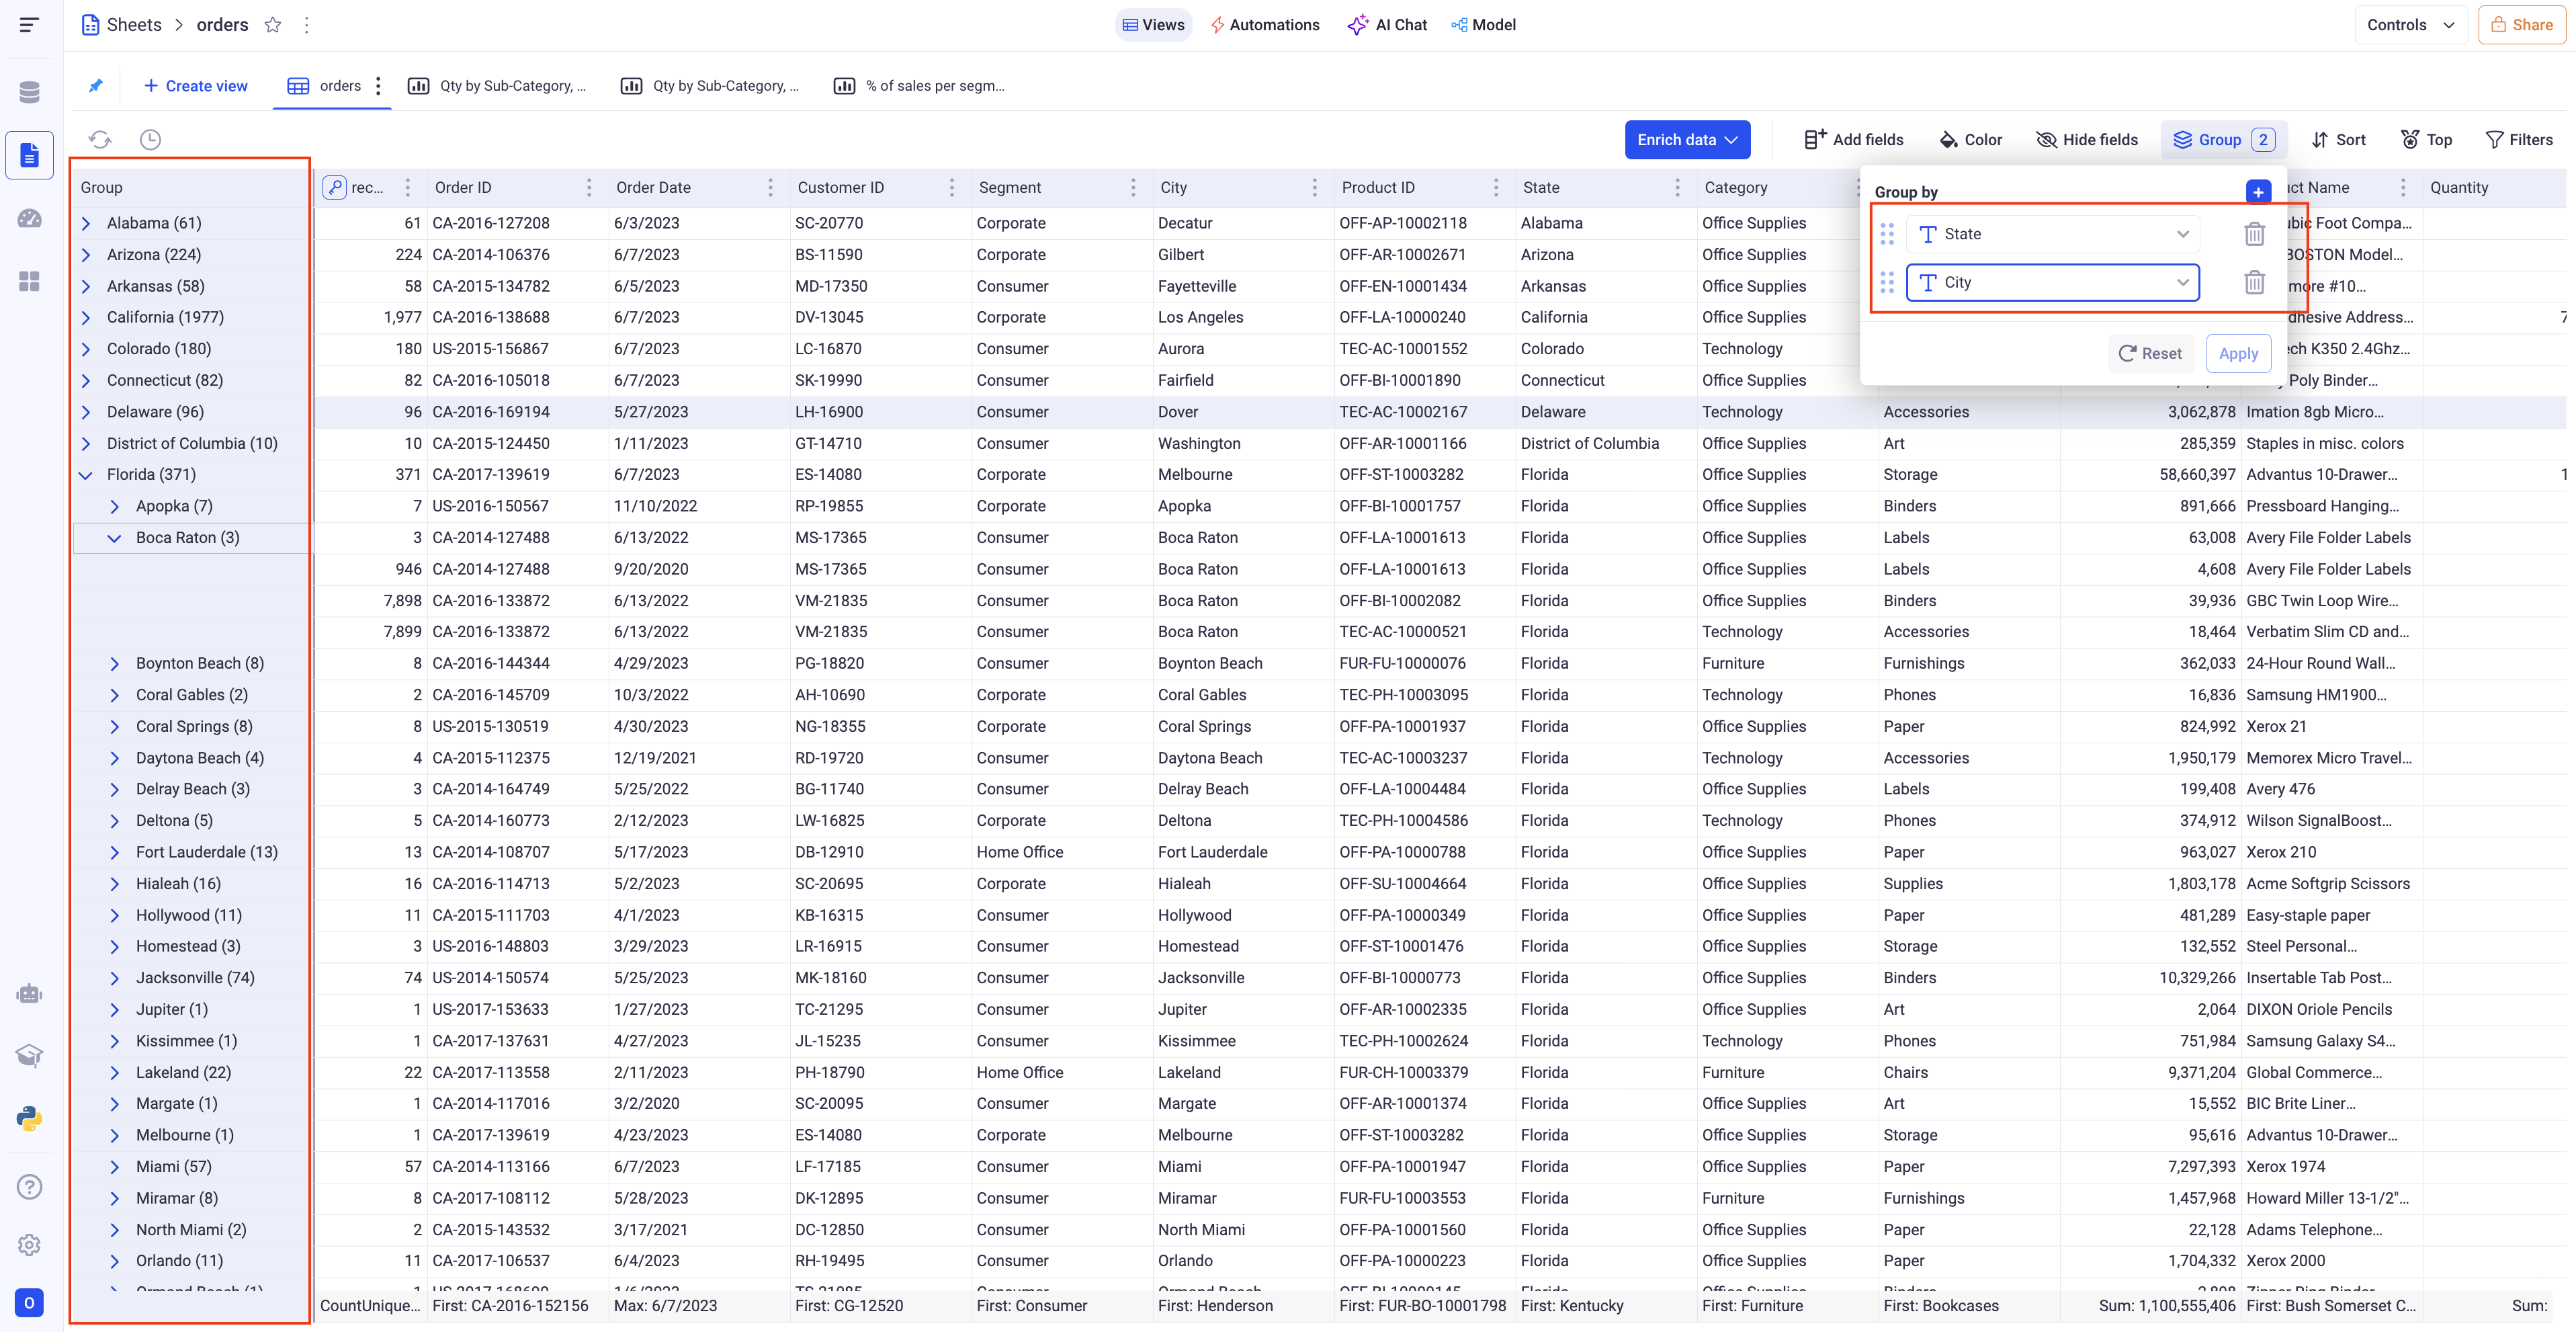 Sheets > orders
Views Automations AI Chat Model
Controls Share
Create view orders Qty by Sub-Category, ... Qty by Sub-Category, ... % of sales per segm...
Enrich data Add fields Color Hide fields Group 2 Sort Top Filters
Group rec... Order ID Order Date Customer ID Segment City Product ID State Category ct Name Quantity
Group by
State
City
Reset Apply
Alabama (61) 61 CA-2016-127208 6/3/2023 SC-20770 Corporate Decatur OFF-AP-10002118 Alabama Office Supplies ubic Foot Compa...
Arizona (224) 224 CA-2014-106376 6/7/2023 BS-11590 Corporate Gilbert OFF-AR-10002671 Arizona Office Supplies BOSTON Model...
Arkansas (58) 58 CA-2015-134782 6/5/2023 MD-17350 Consumer Fayetteville OFF-EN-10001434 Arkansas Office Supplies more #10...
California (1977) 1,977 CA-2016-138688 6/7/2023 DV-13045 Corporate Los Angeles OFF-LA-10000240 California Office Supplies dhesive Address... 7
Colorado (180) 180 US-2015-156867 6/7/2023 LC-16870 Consumer Aurora TEC-AC-10001552 Colorado Technology ech K350 2.4Ghz...
Connecticut (82) 82 CA-2016-105018 6/7/2023 SK-19990 Consumer Fairfield OFF-BI-10001890 Connecticut Office Supplies Poly Binder...
Delaware (96) 96 CA-2016-169194 5/27/2023 LH-16900 Consumer Dover TEC-AC-10002167 Delaware Technology Accessories 3,062,878 Imation 8gb Micro...
District of Columbia (10) 10 CA-2015-124450 1/11/2023 GT-14710 Consumer Washington OFF-AR-10001166 District of Columbia Office Supplies Art 285,359 Staples in misc. colors
Florida (371) 371 CA-2017-139619 6/7/2023 ES-14080 Corporate Melbourne OFF-ST-10003282 Florida Office Supplies Storage 58,660,397 Advantus 10-Drawer... 1
Apopka (7) 7 US-2016-150567 11/10/2022 RP-19855 Corporate Apopka OFF-BI-10001757 Florida Office Supplies Binders 891,666 Pressboard Hanging...
Boca Raton (3) 3 CA-2014-127488 6/13/2022 MS-17365 Consumer Boca Raton OFF-LA-10001613 Florida Office Supplies Labels 63,008 Avery File Folder Labels
946 CA-2014-127488 9/20/2020 MS-17365 Consumer Boca Raton OFF-LA-10001613 Florida Office Supplies Labels 4,608 Avery File Folder Labels
7,898 CA-2016-133872 6/13/2022 VM-21835 Consumer Boca Raton OFF-BI-10002082 Florida Office Supplies Binders 39,936 GBC Twin Loop Wire...
7,899 CA-2016-133872 6/13/2022 VM-21835 Consumer Boca Raton TEC-AC-10000521 Florida Technology Accessories 18,464 Verbatim Slim CD and...
Boynton Beach (8) 8 CA-2016-144344 4/29/2023 PG-18820 Consumer Boynton Beach FUR-FU-10000076 Florida Furniture Furnishings 362,033 24-Hour Round Wall...
Coral Gables (2) 2 CA-2016-145709 10/3/2022 AH-10690 Corporate Coral Gables TEC-PH-10003095 Florida Technology Phones 16,836 Samsung HM1900...
Coral Springs (8) 8 US-2015-130519 4/30/2023 NG-18355 Corporate Coral Springs OFF-PA-10001937 Florida Office Supplies Paper 824,992 Xerox 21
Daytona Beach (4) 4 CA-2015-112375 12/19/2021 RD-19720 Consumer Daytona Beach TEC-AC-10003237 Florida Technology Accessories 1,950,179 Memorex Micro Travel...
Delray Beach (3) 3 CA-2014-164749 5/25/2022 BG-11740 Consumer Delray Beach OFF-LA-10004484 Florida Office Supplies Labels 199,408 Avery 476
Deltona (5) 5 CA-2014-160773 2/12/2023 LW-16825 Corporate Deltona TEC-PH-10004586 Florida Technology Phones 374,912 Wilson SignalBoost...
Fort Lauderdale (13) 13 CA-2014-108707 5/17/2023 DB-12910 Home Office Fort Lauderdale OFF-PA-10000788 Florida Office Supplies Paper 963,027 Xerox 210
Hialeah (16) 16 CA-2016-114713 5/2/2023 SC-20695 Corporate Hialeah OFF-SU-10004664 Florida Office Supplies Supplies 1,803,178 Acme Softgrip Scissors
Hollywood (11) 11 CA-2015-111703 4/1/2023 KB-16315 Consumer Hollywood OFF-PA-10000349 Florida Office Supplies Paper 481,289 Easy-staple paper
Homestead (3) 3 US-2016-148803 3/29/2023 LR-16915 Consumer Homestead OFF-ST-10001476 Florida Office Supplies Storage 132,552 Steel Personal...
Jacksonville (74) 74 US-2014-150574 5/25/2023 MK-18160 Consumer Jacksonville OFF-BI-10000773 Florida Office Supplies Binders 10,329,266 Insertable Tab Post...
Jupiter (1) 1 US-2017-153633 1/27/2023 TC-21295 Consumer Jupiter OFF-AR-10002335 Florida Office Supplies Art 2,064 DIXON Oriole Pencils
Kissimmee (1) 1 CA-2017-137631 4/27/2023 JL-15235 Consumer Kissimmee TEC-PH-10002624 Florida Technology Phones 751,984 Samsung Galaxy S4...
Lakeland (22) 22 CA-2017-113558 2/11/2023 PH-18790 Home Office Lakeland FUR-CH-10003379 Florida Furniture Chairs 9,371,204 Global Commerce...
Margate (1) 1 CA-2014-117016 3/2/2020 SC-20095 Consumer Margate OFF-AR-10001374 Florida Office Supplies Art 15,552 BIC Brite Liner...
Melbourne (1) 1 CA-2017-139619 4/23/2023 ES-14080 Corporate Melbourne OFF-ST-10003282 Florida Office Supplies Storage 95,616 Advantus 10-Drawer...
Miami (57) 57 CA-2014-113166 6/7/2023 LF-17185 Consumer Miami OFF-PA-10001947 Florida Office Supplies Paper 7,297,393 Xerox 1974
Miramar (8) 8 CA-2017-108112 5/28/2023 DK-12895 Consumer Miramar FUR-FU-10003553 Florida Furniture Furnishings 1,457,968 Howard Miller 13-1/2"...
North Miami (2) 2 CA-2015-143532 3/17/2021 DC-12850 Consumer North Miami OFF-PA-10001560 Florida Office Supplies Paper 22,128 Adams Telephone...
Orlando (11) 11 CA-2017-106537 6/4/2023 RH-19495 Consumer Orlando OFF-PA-10000223 Florida Office Supplies Paper 1,704,332 Xerox 2000
CountUnique... First: CA-2016-152156 Max: 6/7/2023 First: CG-12520 First: Consumer First: Henderson First: FUR-BO-10001798 First: Kentucky First: Furniture First: Bookcases Sum: 1,100,555,406 First: Bush Somerset C... Sum:
O